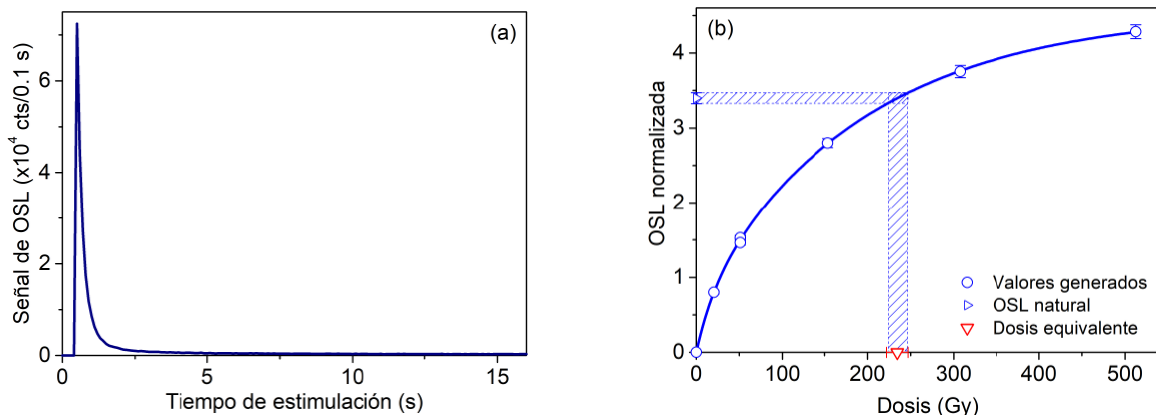 (a)
Señal de OSL (x10⁴ cts/0.1 s)
6
4
2
0
0 5 10 15
Tiempo de estimulación (s)
(b)
OSL normalizada
4
3
2
1
0
Valores generados
OSL natural
Dosis equivalente
0 100 200 300 400 500
Dosis (Gy)